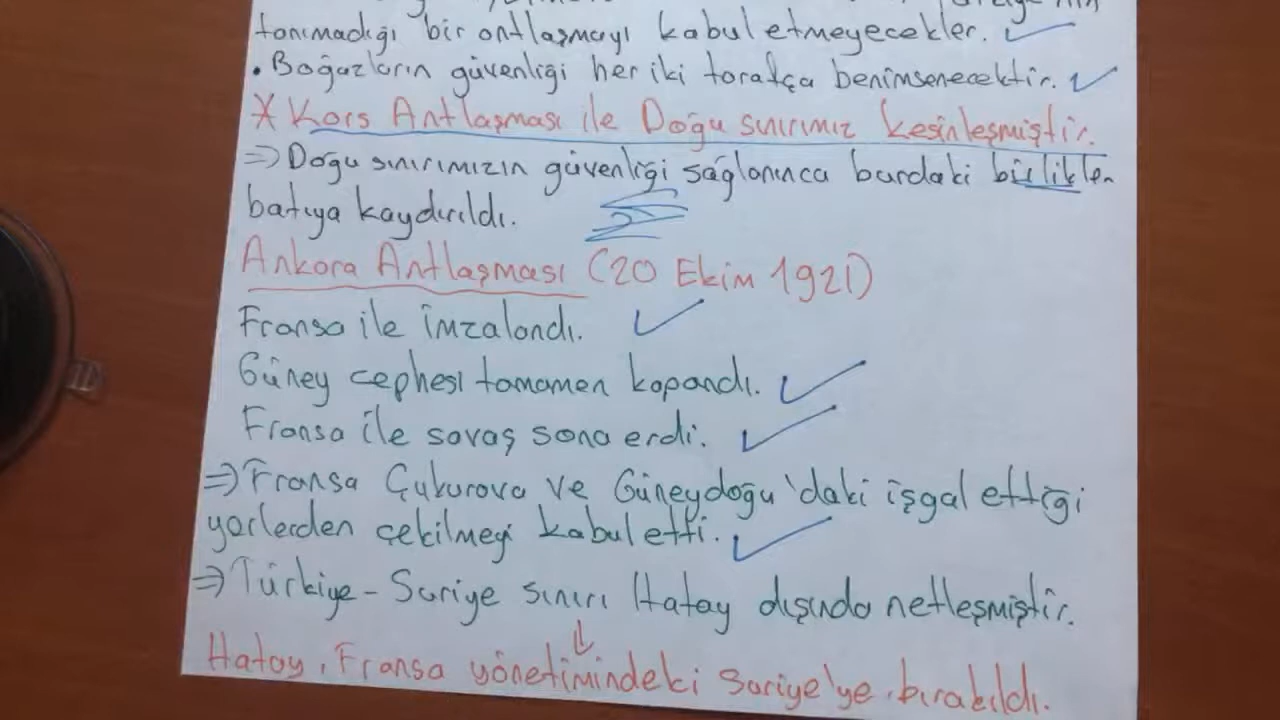 tanımadığı bir antlaşmayı kabul etmeyecekler.
• Boğazların güvenliği her iki tarafça benimsenecektir.
* Kars Antlaşması ile Doğu sınırımız kesinleşmiştir.
⇒ Doğu sınırımızın güvenliği sağlanınca burdaki birlikler
batıya kaydırıldı.
Ankara Antlaşması (20 Ekim 1921)
Fransa ile imzalandı.
Güney cephesi tamamen kapandı.
Fransa ile savaş sona erdi.
⇒ Fransa Çukurova ve Güneydoğu'daki işgal ettiği
yerlerden çekilmeyi kabul etti.
⇒ Türkiye - Suriye sınırı Hatay dışında netleşmiştir.
Hatay, Fransa yönetimindeki Suriye'ye bırakıldı.